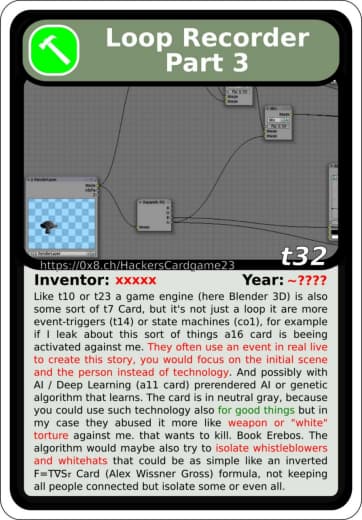 Loop Recorder
Part 3
t32
https://0x8.ch/HackersCardgame23
Inventor: xxxxx Year: ~????
Like t10 or t23 a game engine (here Blender 3D) is also
some sort of t7 Card, but it's not just a loop it are more
event-triggers (t14) or state machines (co1), for example
if I leak about this sort of things a16 card is beeing
activated against me. They often use an event in real live
to create this story, you would focus on the initial scene
and the person instead of technology. And possibly with
AI / Deep Learning (a11 card) prerendered AI or genetic
algorithm that learns. The card is in neutral gray, because
you could use such technology also for good things but in
my case they abused it more like weapon or "white"
torture against me. that wants to kill. Book Erebos. The
algorithm would maybe also try to isolate whistleblowers
and whitehats that could be as simple like an inverted
F=T∇Sτ Card (Alex Wissner Gross) formula, not keeping
all people connected but isolate some or even all.